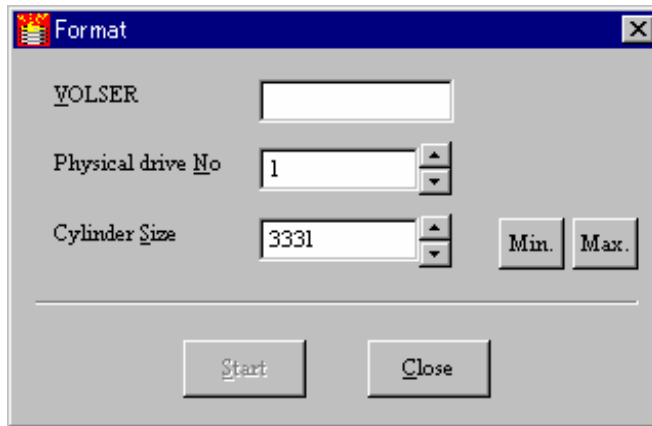 Format
VOLSER
Physical drive No
1
Cylinder Size
3331
Min.
Max.
Start
Close